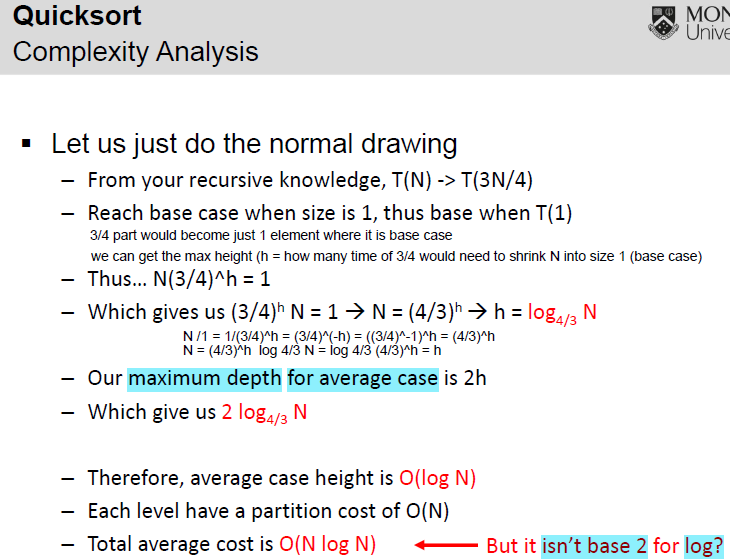 Quicksort
Complexity Analysis
MON
Unive
▪ Let us just do the normal drawing
– From your recursive knowledge, T(N) -> T(3N/4)
– Reach base case when size is 1, thus base when T(1)
3/4 part would become just 1 element where it is base case
we can get the max height (h = how many time of 3/4 would need to shrink N into size 1 (base case)
– Thus... N(3/4)^h = 1
– Which gives us (3/4)ʰ N = 1 → N = (4/3)ʰ → h = log₄/₃ N
N /1 = 1/(3/4)^h = (3/4)^(-h) = ((3/4)^-1)^h = (4/3)^h
N = (4/3)^h log 4/3 N = log 4/3 (4/3)^h = h
– Our maximum depth for average case is 2h
– Which give us 2 log₄/₃ N
– Therefore, average case height is O(log N)
– Each level have a partition cost of O(N)
– Total average cost is O(N log N) ← But it isn't base 2 for log?